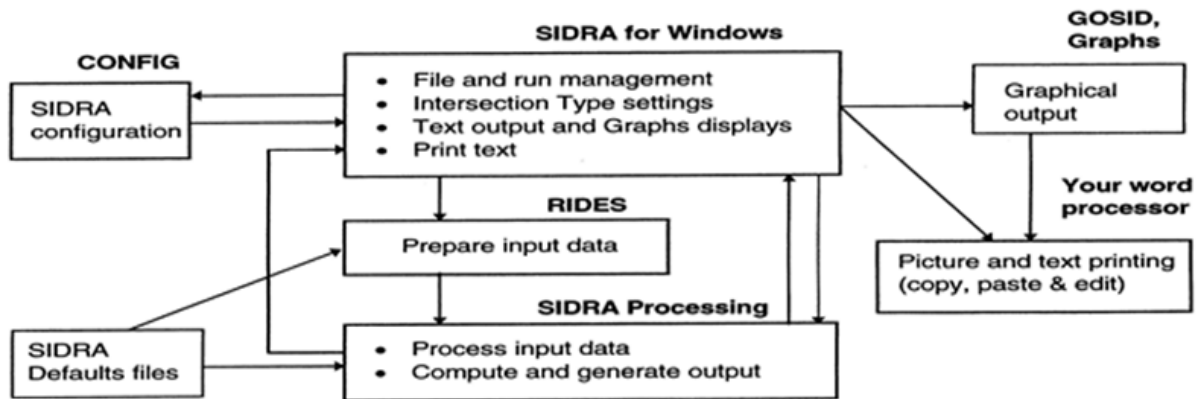 SIDRA for Windows
GOSID,
Graphs
CONFIG
SIDRA
configuration
• File and run management
• Intersection Type settings
• Text output and Graphs displays
• Print text
Graphical
output
RIDES
Prepare input data
Your word
processor
Picture and text printing
(copy, paste & edit)
SIDRA Processing
SIDRA
Defaults files
• Process input data
• Compute and generate output